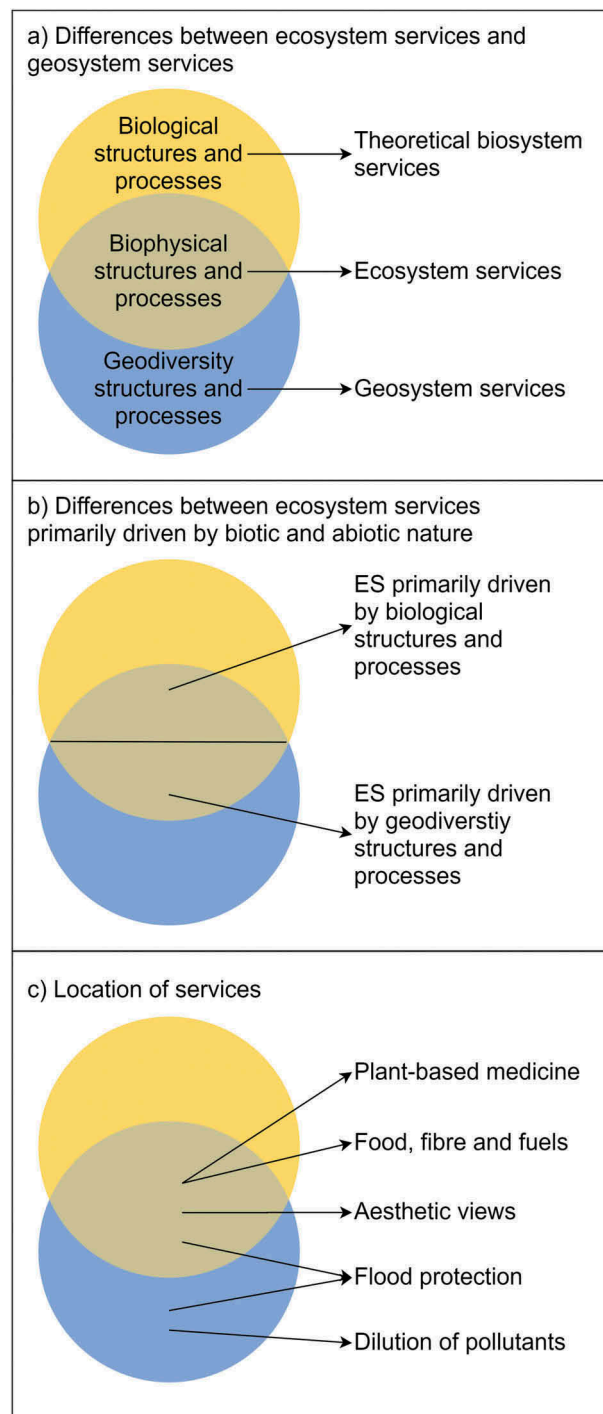 a) Differences between ecosystem services and
geosystem services
Biological
structures and
processes
Theoretical biosystem
services
Biophysical
structures and
processes
Ecosystem services
Geodiversity
structures and
processes
Geosystem services
b) Differences between ecosystem services
primarily driven by biotic and abiotic nature
ES primarily driven
by biological
structures and
processes
ES primarily driven
by geodiverstiy
structures and
processes
c) Location of services
Plant-based medicine
Food, fibre and fuels
Aesthetic views
Flood protection
Dilution of pollutants